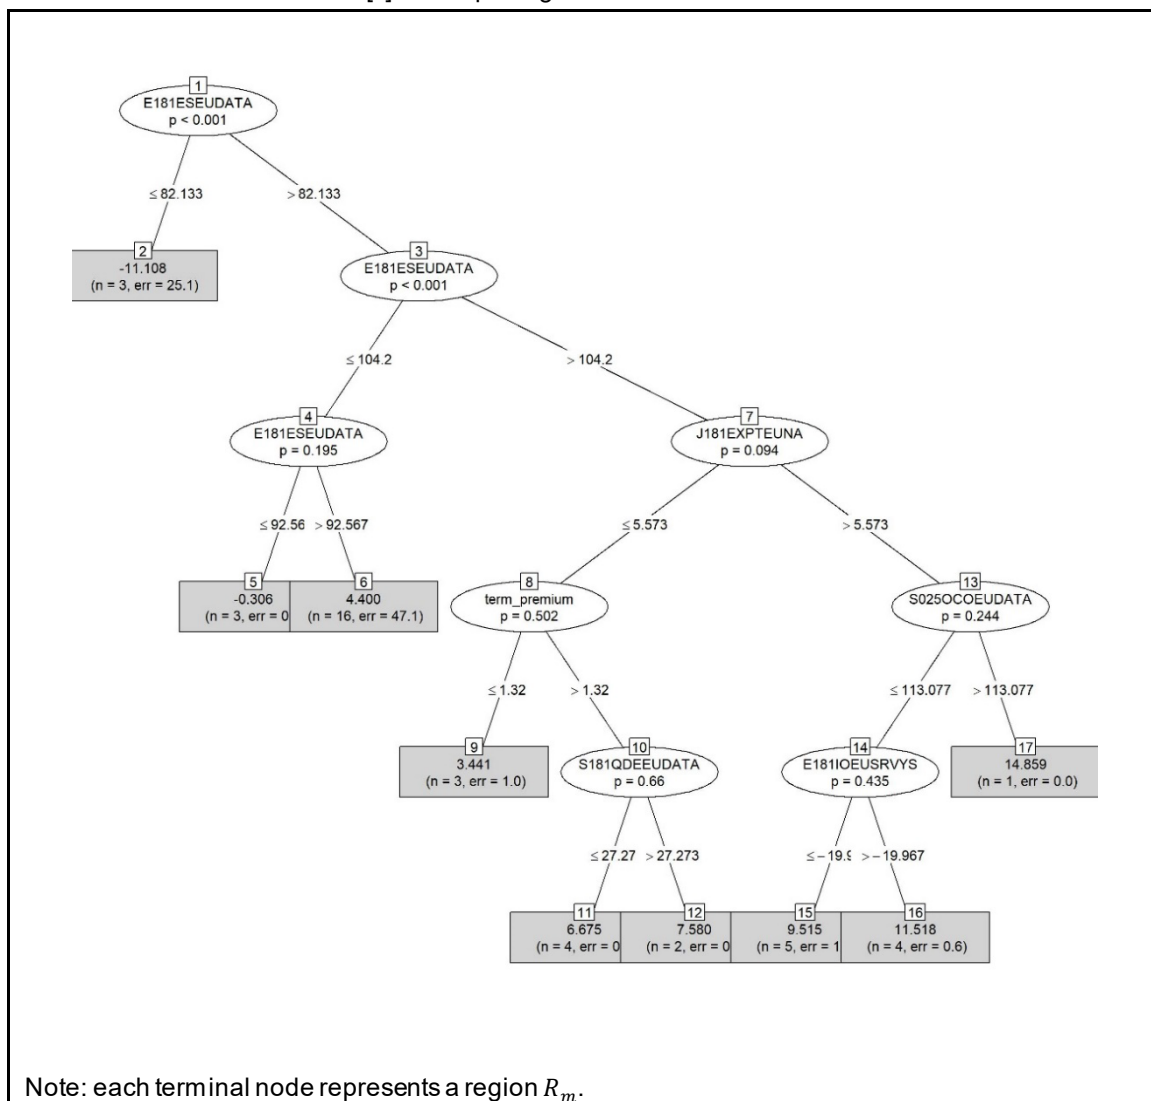 1
E181ESEUDATA
p < 0.001
≤ 82.133
> 82.133
2
-11.108
(n = 3, err = 25.1)
3
E181ESEUDATA
p < 0.001
≤ 104.2
> 104.2
4
E181ESEUDATA
p = 0.195
7
J181EXPTEUNA
p = 0.094
≤ 92.56
> 92.567
≤ 5.573
> 5.573
5
-0.306
(n = 3, err = 0
6
4.400
(n = 16, err = 47.1)
8
term_premium
p = 0.502
13
S025OCOEUDATA
p = 0.244
≤ 1.32
> 1.32
≤ 113.077
> 113.077
9
3.441
(n = 3, err = 1.0)
10
S181QDEEUDATA
p = 0.66
14
E181IOEUSRVYS
p = 0.435
17
14.859
(n = 1, err = 0.0)
≤ 27.27
> 27.273
≤ −19.9
> −19.967
11
6.675
(n = 4, err = 0
12
7.580
(n = 2, err = 0
15
9.515
(n = 5, err = 1
16
11.518
(n = 4, err = 0.6)
Note: each terminal node represents a region R_m.